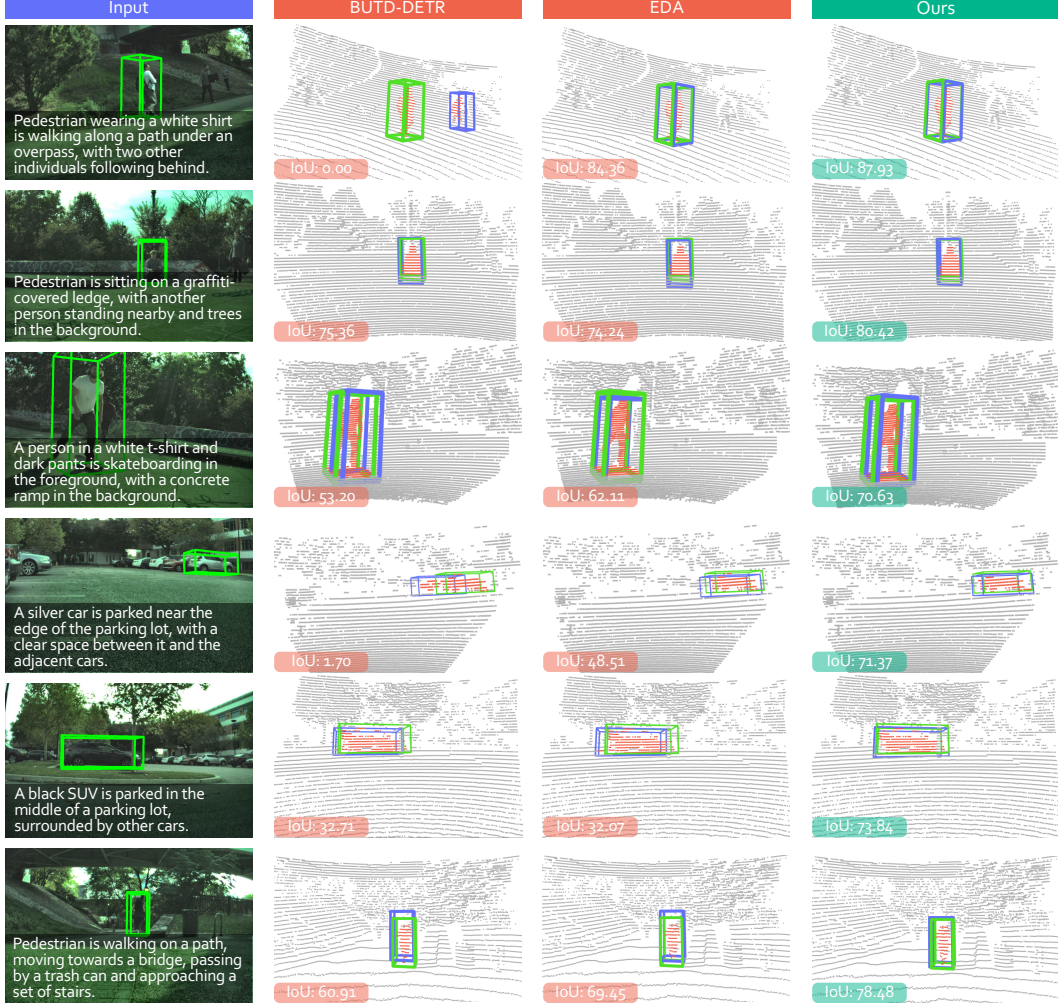 Input
BUTD-DETR
EDA
Ours
Pedestrian wearing a white shirt
is walking along a path under an
overpass, with two other
individuals following behind.
IoU: 0.00
IoU: 84.36
IoU: 87.93
Pedestrian is sitting on a graffiti-
covered ledge, with another
person standing nearby and trees
in the background.
IoU: 75.36
IoU: 74.24
IoU: 80.42
A person in a white t-shirt and
dark pants is skateboarding in
the foreground, with a concrete
ramp in the background.
IoU: 53.20
IoU: 62.11
IoU: 70.63
A silver car is parked near the
edge of the parking lot, with a
clear space between it and the
adjacent cars.
IoU: 1.70
IoU: 48.51
IoU: 71.37
A black SUV is parked in the
middle of a parking lot,
surrounded by other cars.
IoU: 32.71
IoU: 32.07
IoU: 73.84
Pedestrian is walking on a path,
moving towards a bridge, passing
by a trash can and approaching a
set of stairs.
IoU: 60.91
IoU: 69.45
IoU: 78.48